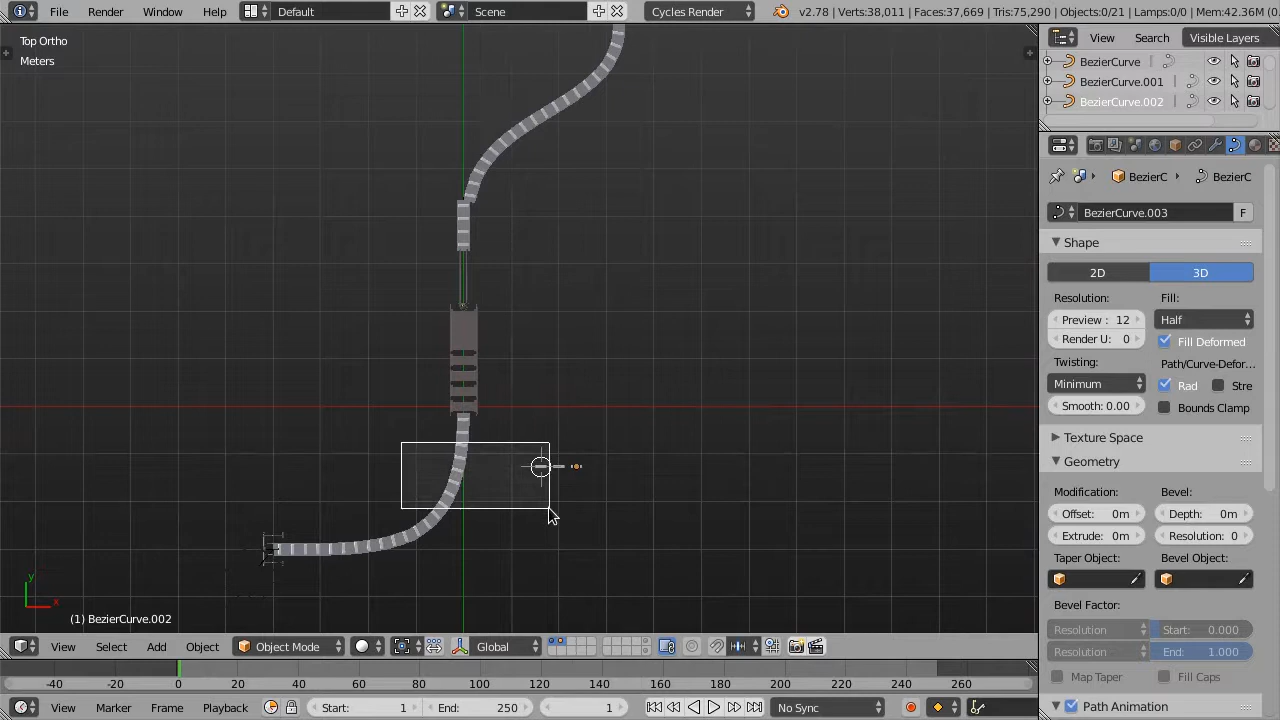 File Render Window Help Default Scene Cycles Render v2.78 | Verts:38,011 | Faces:37,669 | Tris:75,290 | Objects:0/21 | Lamps:0/0 | Mem:42.36M (0
Top Ortho
Meters
View Search Visible Layers
BezierCurve
BezierCurve.001
BezierCurve.002
BezierC BezierC
BezierCurve.003 F
Shape
2D 3D
Resolution: Fill:
Preview : 12 Half
Render U: 0 Fill Deformed
Twisting: Path/Curve-Defor...
Minimum Rad Stre
Smooth: 0.00 Bounds Clamp
Texture Space
Geometry
Modification: Bevel:
Offset: 0m Depth: 0m
Extrude: 0m Resolution: 0
Taper Object: Bevel Object:
Bevel Factor:
Resolution Start: 0.000
Resolution End: 1.000
Map Taper Fill Caps
Path Animation
y
x
(1) BezierCurve.002
View Select Add Object Object Mode Global
-40 -20 0 20 40 60 80 100 120 140 160 180 200 220 240 260
View Marker Frame Playback Start: 1 End: 250 1 No Sync